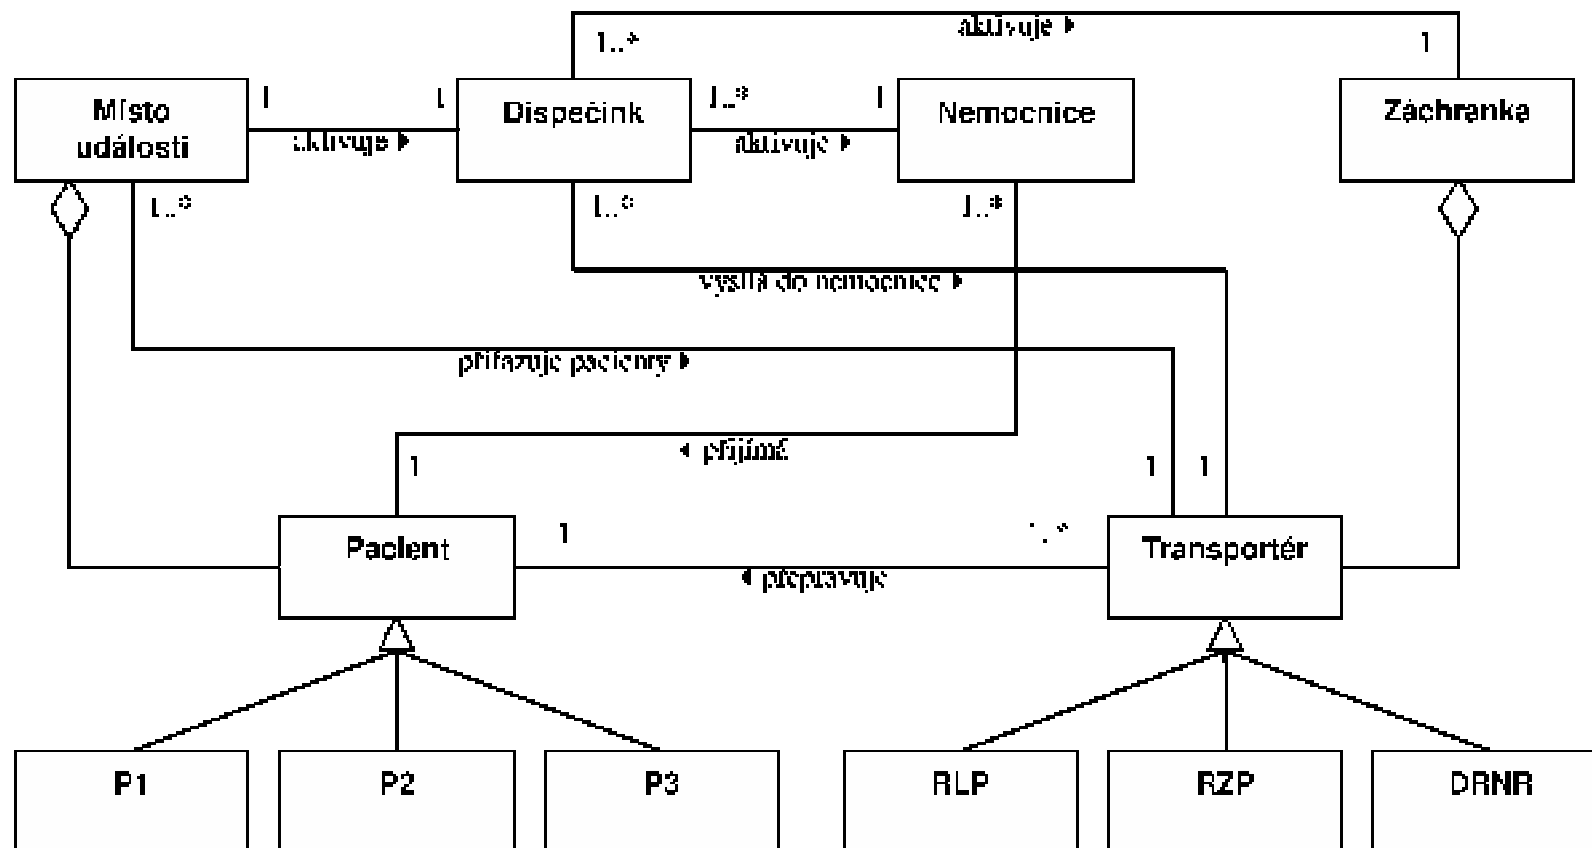 aktivuje
1..*
1
Místo
události
1
1
Dispečink
1..*
1
Nemocnice
Záchranka
aktivuje
aktivuje
1..*
1..*
1..*
vysílá do nemocnice
přiřazuje pacienty
přijímá
1
1
1
Pacient
1
1..*
Transportér
přepravuje
P1
P2
P3
RLP
RZP
DRNR